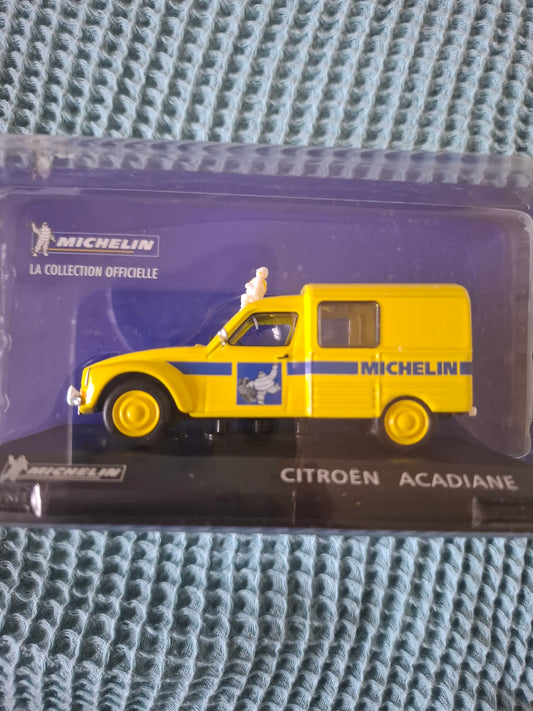 MICHELIN
LA COLLECTION OFFICIELLE
MICHELIN
MICHELIN
CITROËN ACADIANE